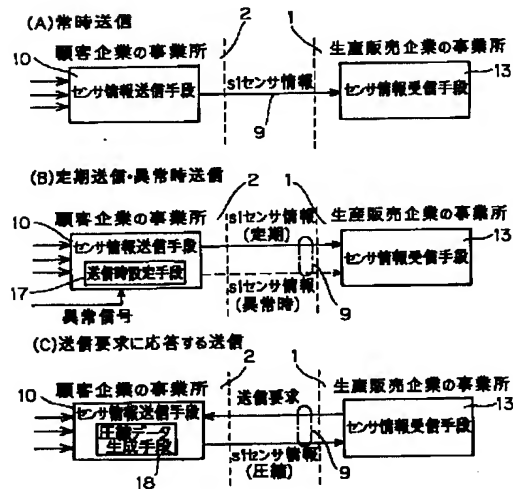 (A)常時送信
2 1
顧客企業の事業所 生産販売企業の事業所
10 13
センサ情報送信手段 s1センサ情報 センサ情報受信手段
9
(B)定期送信・異常時送信
2 1
顧客企業の事業所 s1センサ情報 生産販売企業の事業所
10 (定期) 13
センサ情報送信手段 センサ情報受信手段
送信時設定手段
17 s1センサ情報 9
異常信号 (異常時)
(C)送信要求に応答する送信
2 1
顧客企業の事業所 送信要求 生産販売企業の事業所
10 13
センサ情報送信手段 センサ情報受信手段
圧縮データ
生成手段 s1センサ情報 9
18 (圧縮)